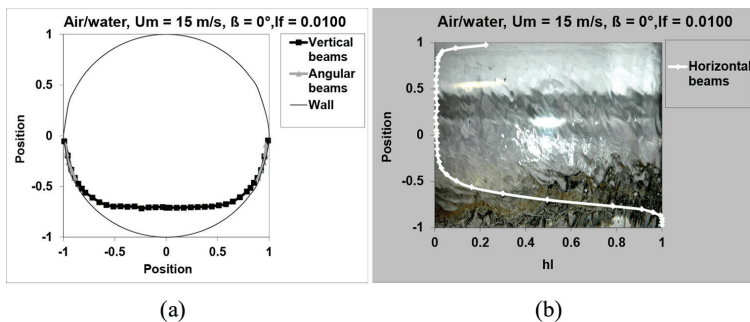 Air/water, Um = 15 m/s, ß = 0°,lf = 0.0100
Vertical
beams
Angular
beams
Wall
Position
1
0.5
0
-0.5
-1
-1
-0.5
0
0.5
1
Position
(a)
Air/water, Um = 15 m/s, ß = 0°,lf = 0.0100
Horizontal
beams
Position
1
0.5
0
-0.5
-1
0
0.2
0.4
0.6
0.8
1
hl
(b)